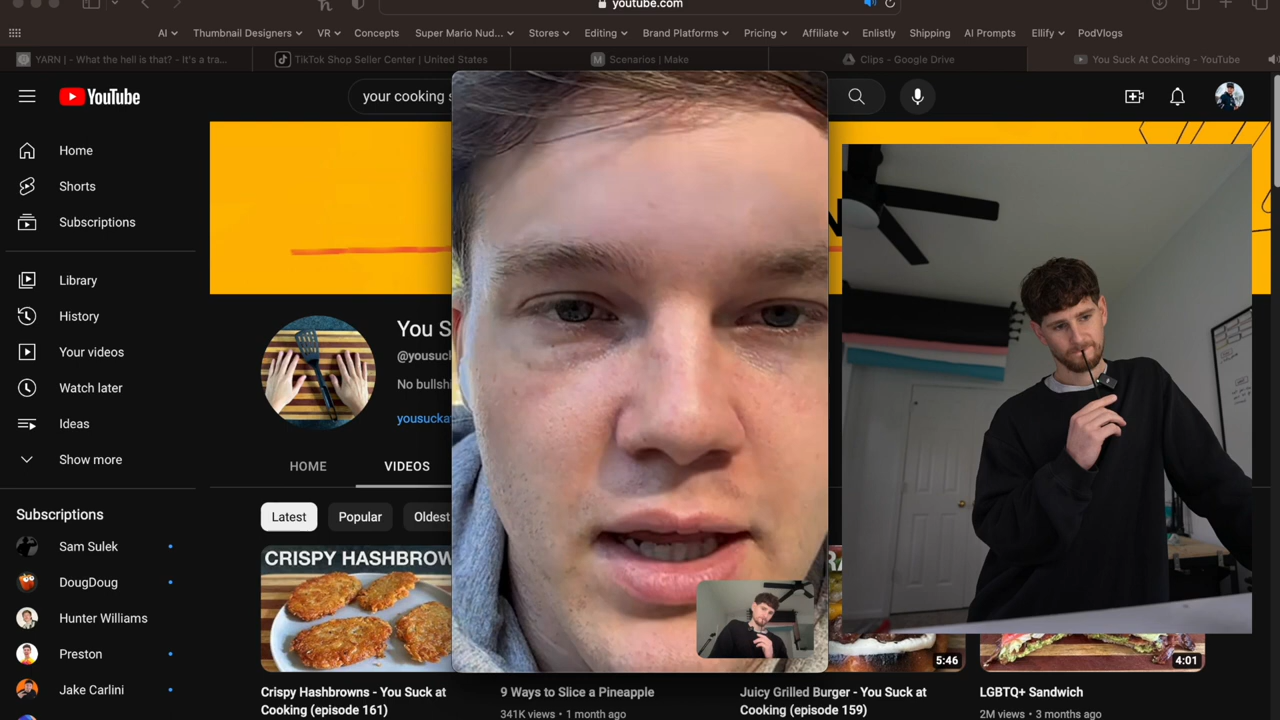 youtube.com
AI
Thumbnail Designers
VR
Concepts
Super Mario Nud...
Stores
Editing
Brand Platforms
Pricing
Affiliate
Enlistly
Shipping
AI Prompts
Ellify
PodVlogs
YARN | - What the hell is that? - It's a tra...
TikTok Shop Seller Center | United States
Scenarios | Make
Clips - Google Drive
You Suck At Cooking - YouTube
YouTube
your cooking s
Home
Shorts
Subscriptions
Library
History
Your videos
Watch later
Ideas
Show more
Subscriptions
Sam Sulek
DougDoug
Hunter Williams
Preston
Jake Carlini
You S
@yousuck
No bullsh
yousucka
HOME
VIDEOS
Latest
Popular
Oldest
CRISPY HASHBROW
5:46
4:01
Crispy Hashbrowns - You Suck at
Cooking (episode 161)
9 Ways to Slice a Pineapple
341K views • 1 month ago
Juicy Grilled Burger - You Suck at
Cooking (episode 159)
LGBTQ+ Sandwich
2M views • 3 months ago